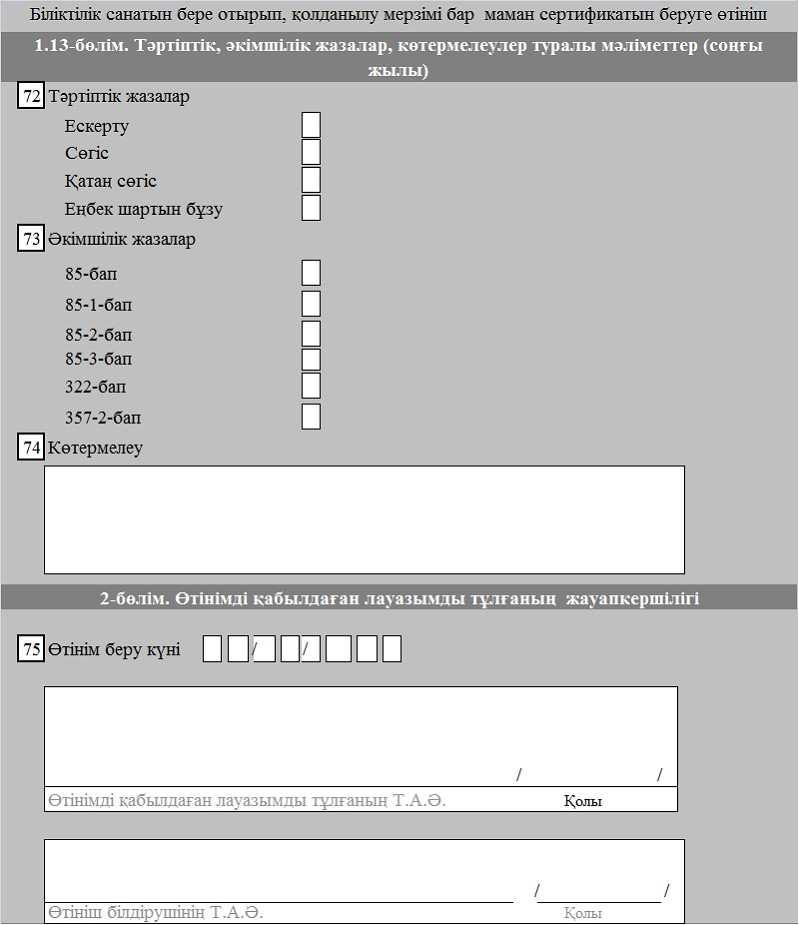 Біліктілік санатын бере отырып, қолданылу мерзімі бар маман сертификатын беруге өтініш
1.13-бөлім. Тәртіптік, әкімшілік жазалар, көтермелеулер туралы мәліметтер (соңғы
жылы)
72 Тәртіптік жазалар
Ескерту
Сөгіс
Қатаң сөгіс
Еңбек шартын бұзу
73 Әкімшілік жазалар
85-бап
85-1-бап
85-2-бап
85-3-бап
322-бап
357-2-бап
74 Көтермелеу
2-бөлім. Өтінімді қабылдаған лауазымды тұлғаның жауапкершілігі
75 Өтінім беру күні / /
/ /
Өтінімді қабылдаған лауазымды тұлғаның Т.А.Ә. Қолы
/ /
Өтініш білдірушінің Т.А.Ә. Қолы